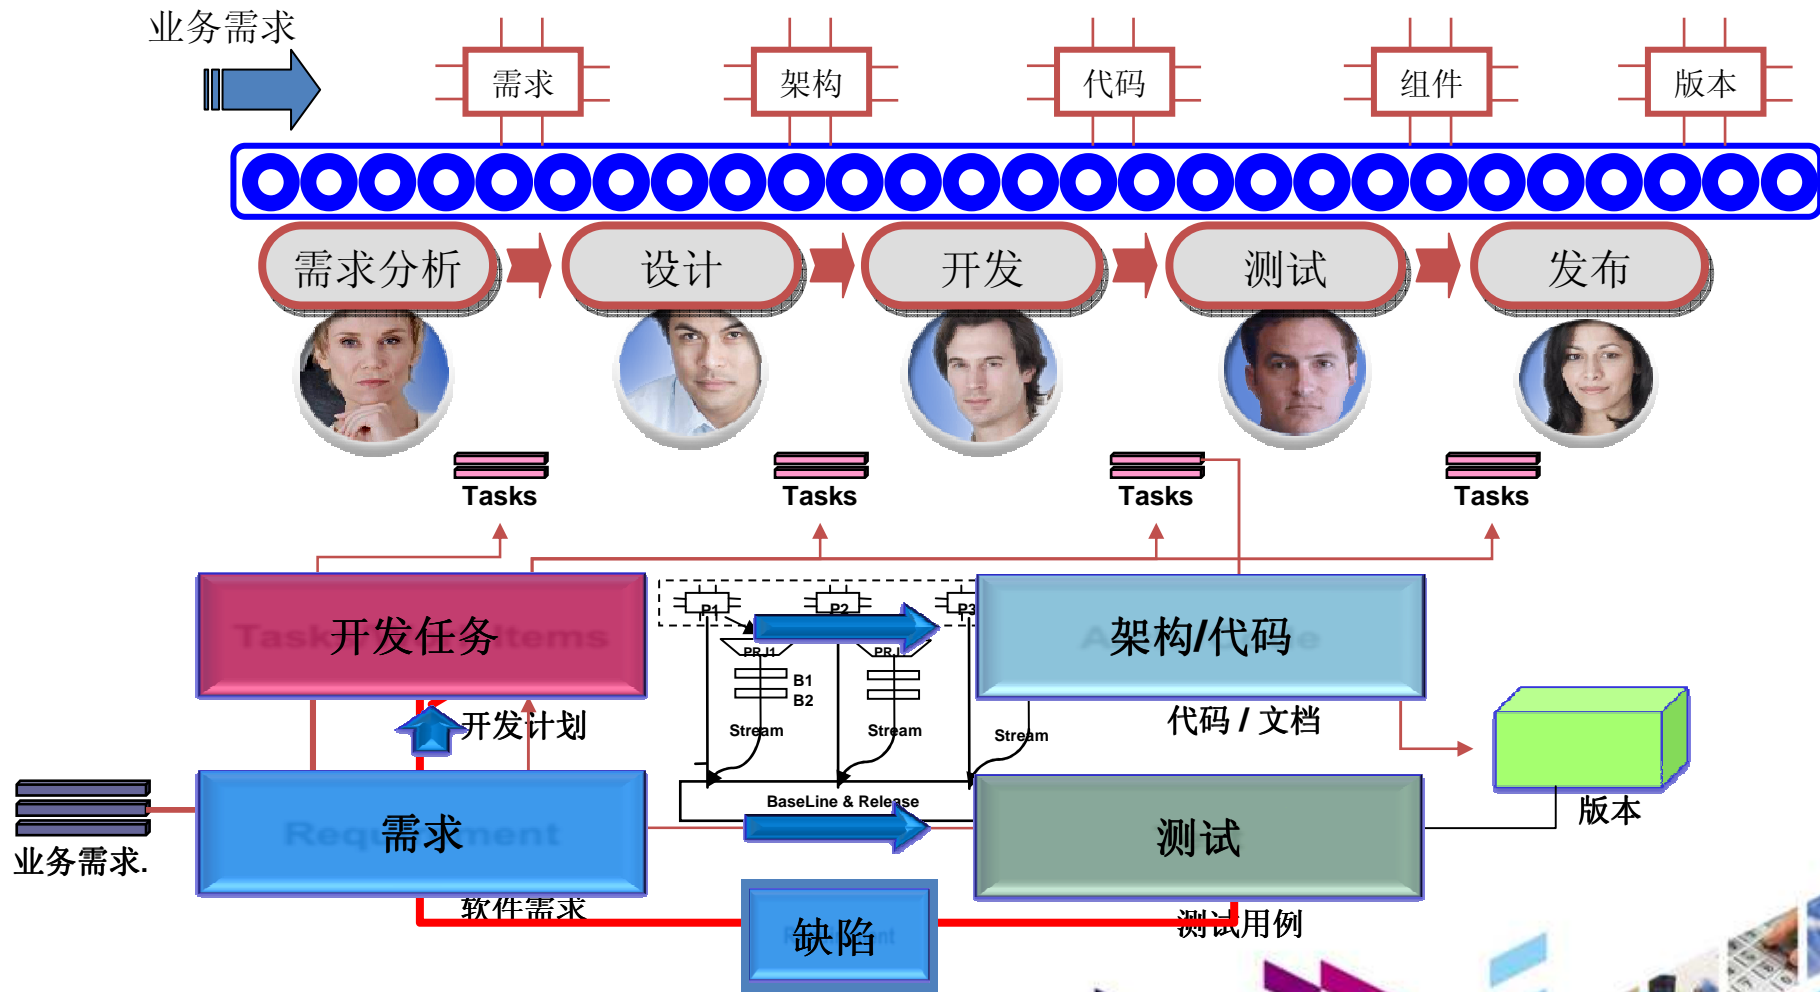 业务需求
需求
架构
代码
组件
版本
需求分析
设计
开发
测试
发布
Tasks
Tasks
Tasks
Tasks
开发任务
P1
P2
P3
架构/代码
PRJ1
PRJ
B1
B2
开发计划
Stream
Stream
Stream
代码 / 文档
BaseLine & Release
需求
测试
版本
业务需求.
软件需求
缺陷
测试用例